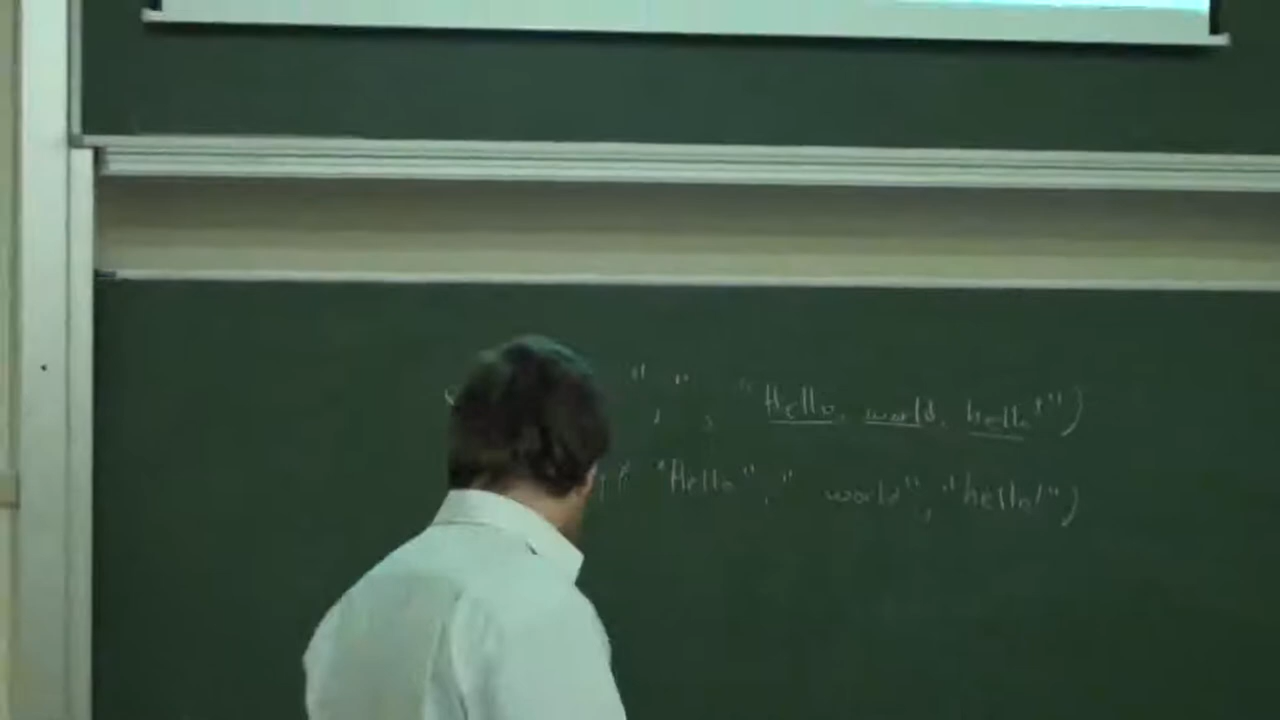 ",", "Hello, world, hello!")
"Hello", " world", "hello!")